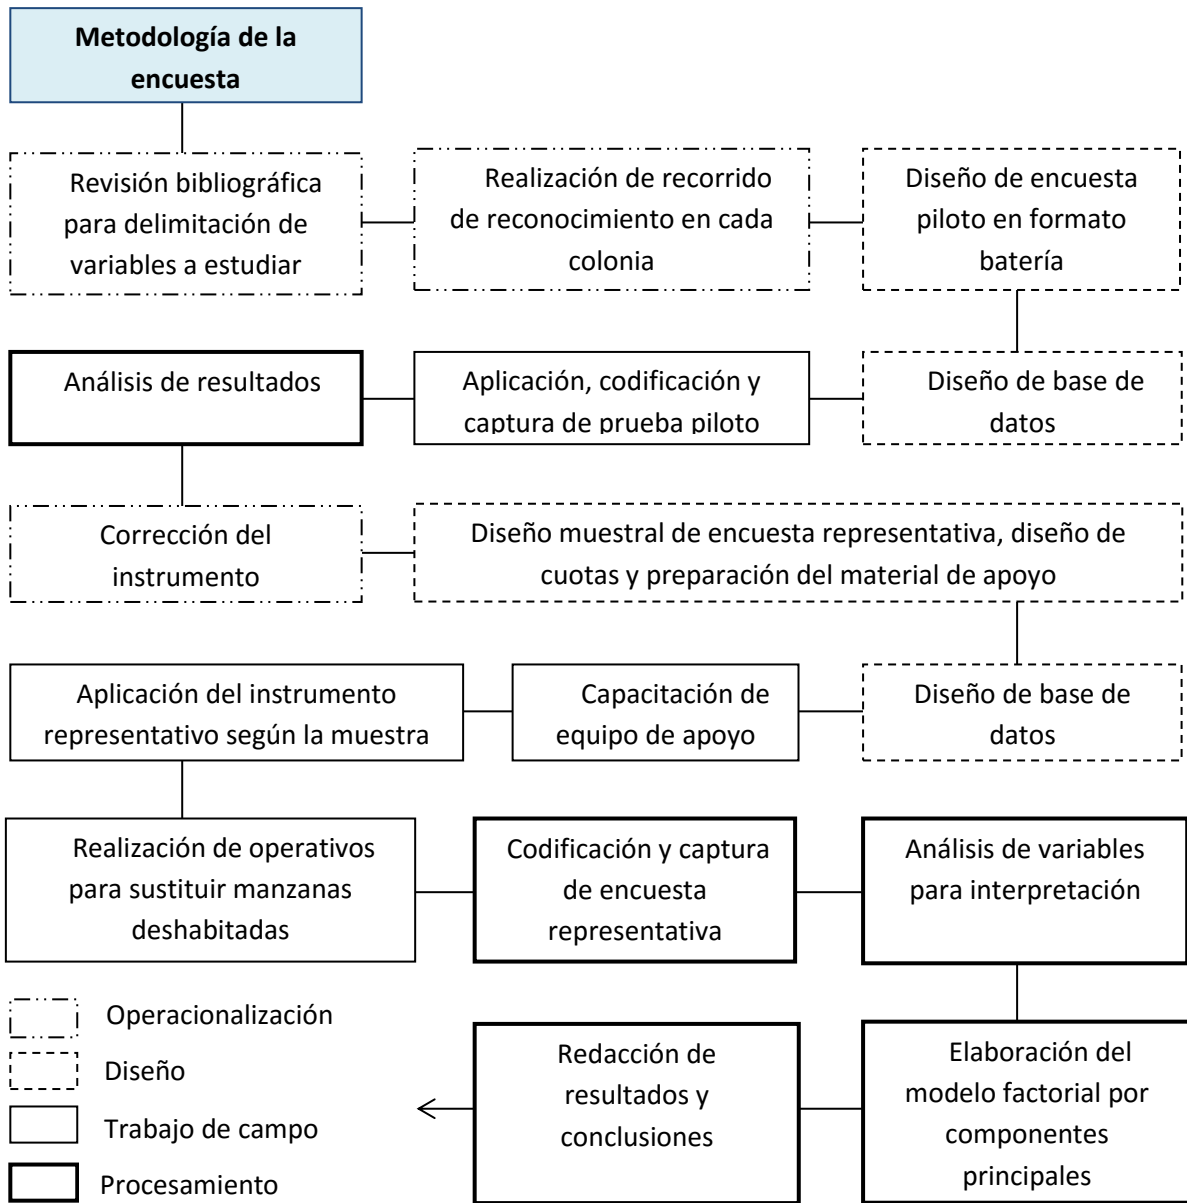 Metodología de la
encuesta
Revisión bibliográfica
para delimitación de
variables a estudiar
Realización de recorrido
de reconocimiento en cada
colonia
Diseño de encuesta
piloto en formato
batería
Análisis de resultados
Aplicación, codificación y
captura de prueba piloto
Diseño de base de
datos
Corrección del
instrumento
Diseño muestral de encuesta representativa, diseño de
cuotas y preparación del material de apoyo
Aplicación del instrumento
representativo según la muestra
Capacitación de
equipo de apoyo
Diseño de base de
datos
Realización de operativos
para sustituir manzanas
deshabitadas
Codificación y captura
de encuesta
representativa
Análisis de variables
para interpretación
Operacionalización
Diseño
Trabajo de campo
Procesamiento
Redacción de
resultados y
conclusiones
Elaboración del
modelo factorial por
componentes
principales